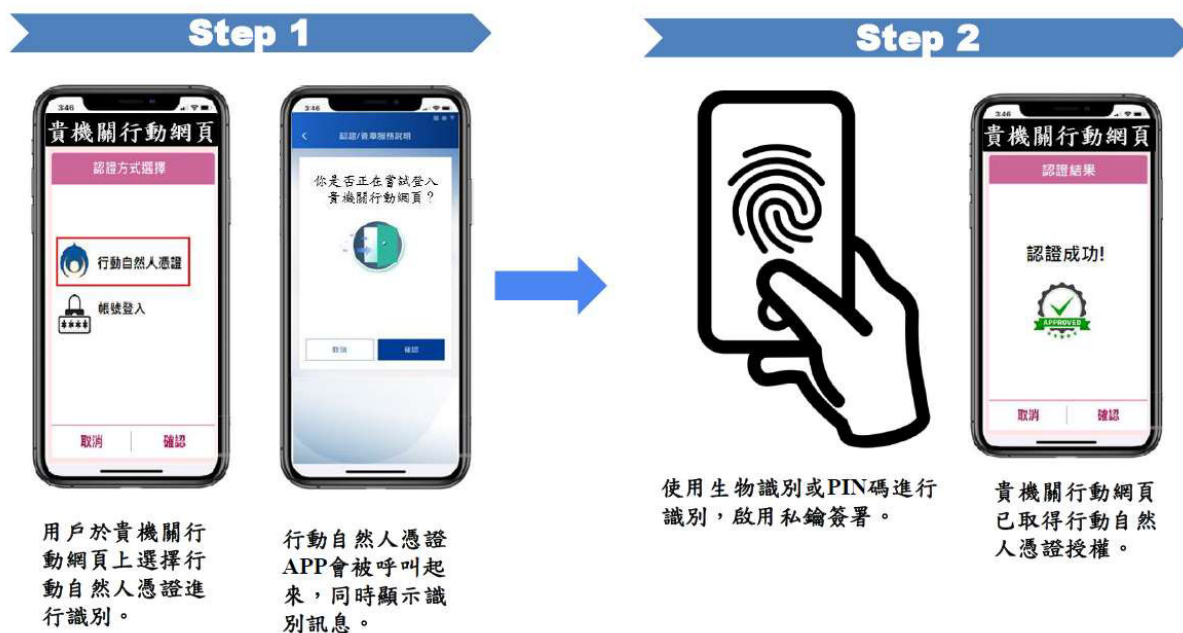 Step 1
3:46
貴機關行動網頁
認證方式選擇
行動自然人憑證
帳號登入
****
取消
確認
用戶於貴機關行
動網頁上選擇行
動自然人憑證進
行識別。
3:46
認證/簽章服務說明
你是否正在嘗試登入
貴機關行動網頁？
取消
確認
行動自然人憑證
APP會被呼叫起
來，同時顯示識
別訊息。
Step 2
使用生物識別或PIN碼進行
識別，啟用私鑰簽署。
3:46
貴機關行動網頁
認證結果
認證成功!
APPROVED
取消
確認
貴機關行動網頁
已取得行動自然
人憑證授權。